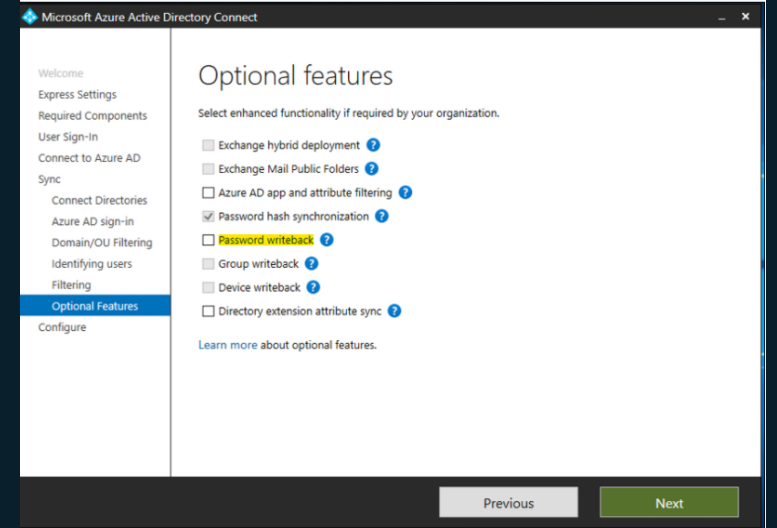 Microsoft Azure Active Directory Connect
Welcome
Express Settings
Required Components
User Sign-In
Connect to Azure AD
Sync
Connect Directories
Azure AD sign-in
Domain/OU Filtering
Identifying users
Filtering
Optional Features
Configure
Optional features
Select enhanced functionality if required by your organization.
Exchange hybrid deployment ?
Exchange Mail Public Folders ?
Azure AD app and attribute filtering ?
Password hash synchronization ?
Password writeback ?
Group writeback ?
Device writeback ?
Directory extension attribute sync ?
Learn more about optional features.
Previous
Next